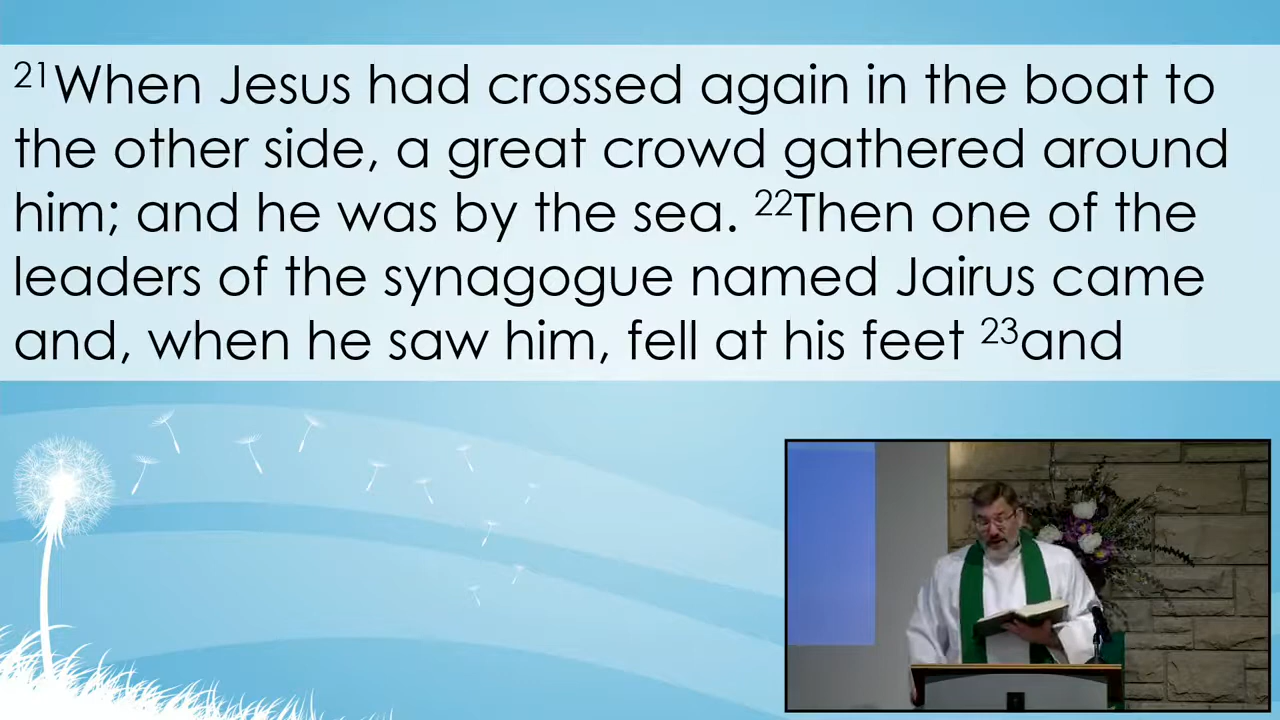 21When Jesus had crossed again in the boat to
the other side, a great crowd gathered around
him; and he was by the sea. 22Then one of the
leaders of the synagogue named Jairus came
and, when he saw him, fell at his feet 23and